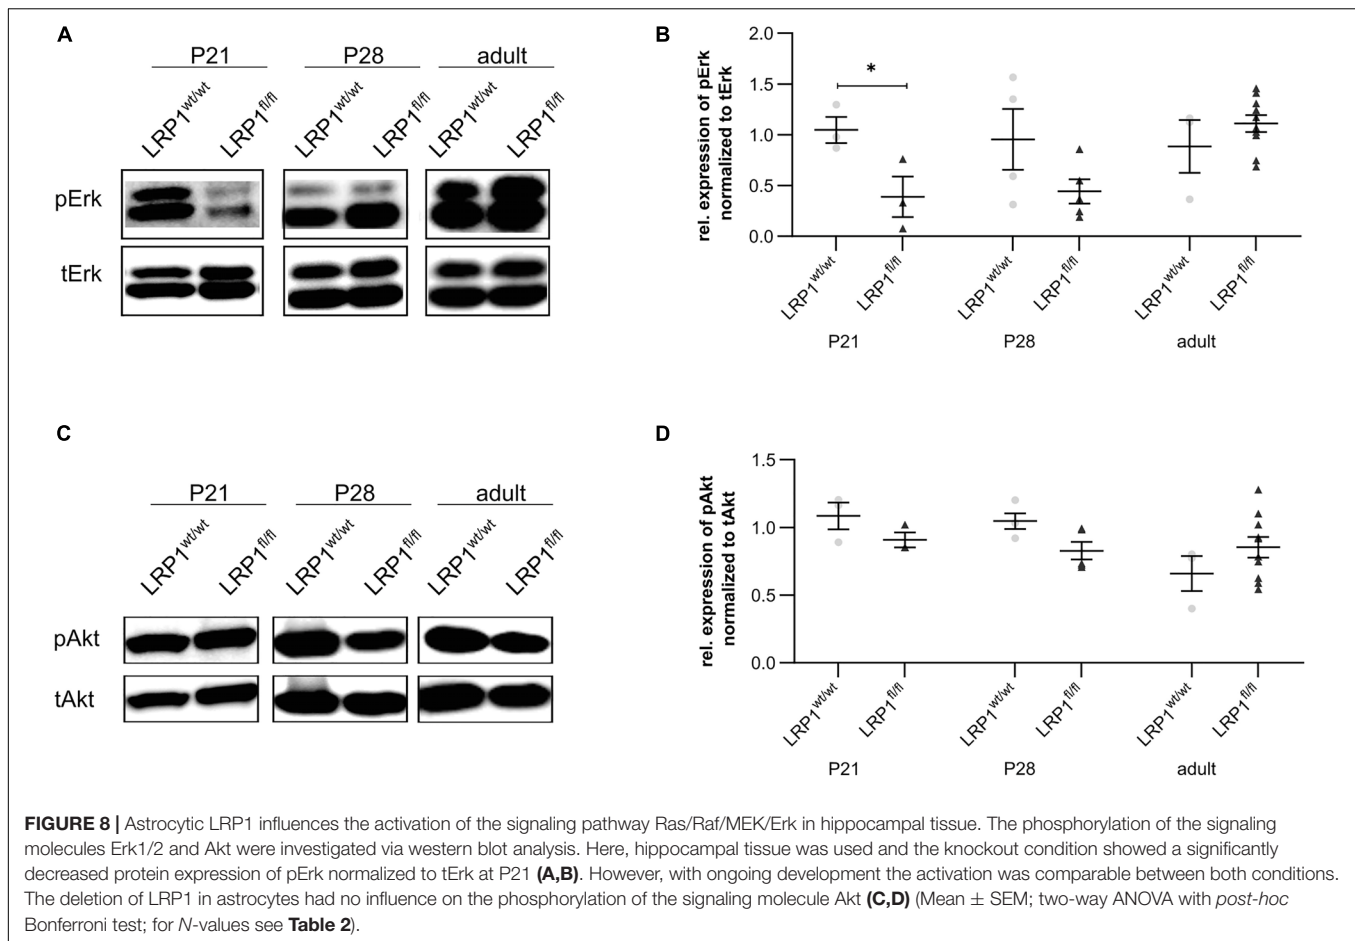 A
P21 P28 adult
LRP1wt/wt LRP1fl/fl LRP1wt/wt LRP1fl/fl LRP1wt/wt LRP1fl/fl
pErk
tErk
B
rel. expression of pErk
normalized to tErk
2.0
1.5
1.0
0.5
0.0
*
LRP1wt/wt LRP1fl/fl LRP1wt/wt LRP1fl/fl LRP1wt/wt LRP1fl/fl
P21 P28 adult
C
P21 P28 adult
LRP1wt/wt LRP1fl/fl LRP1wt/wt LRP1fl/fl LRP1wt/wt LRP1fl/fl
pAkt
tAkt
D
rel. expression of pAkt
normalized to tAkt
1.5
1.0
0.5
0.0
LRP1wt/wt LRP1fl/fl LRP1wt/wt LRP1fl/fl LRP1wt/wt LRP1fl/fl
P21 P28 adult
FIGURE 8 | Astrocytic LRP1 influences the activation of the signaling pathway Ras/Raf/MEK/Erk in hippocampal tissue. The phosphorylation of the signaling
molecules Erk1/2 and Akt were investigated via western blot analysis. Here, hippocampal tissue was used and the knockout condition showed a significantly
decreased protein expression of pErk normalized to tErk at P21 (A,B). However, with ongoing development the activation was comparable between both conditions.
The deletion of LRP1 in astrocytes had no influence on the phosphorylation of the signaling molecule Akt (C,D) (Mean ± SEM; two-way ANOVA with post-hoc
Bonferroni test; for N-values see Table 2).